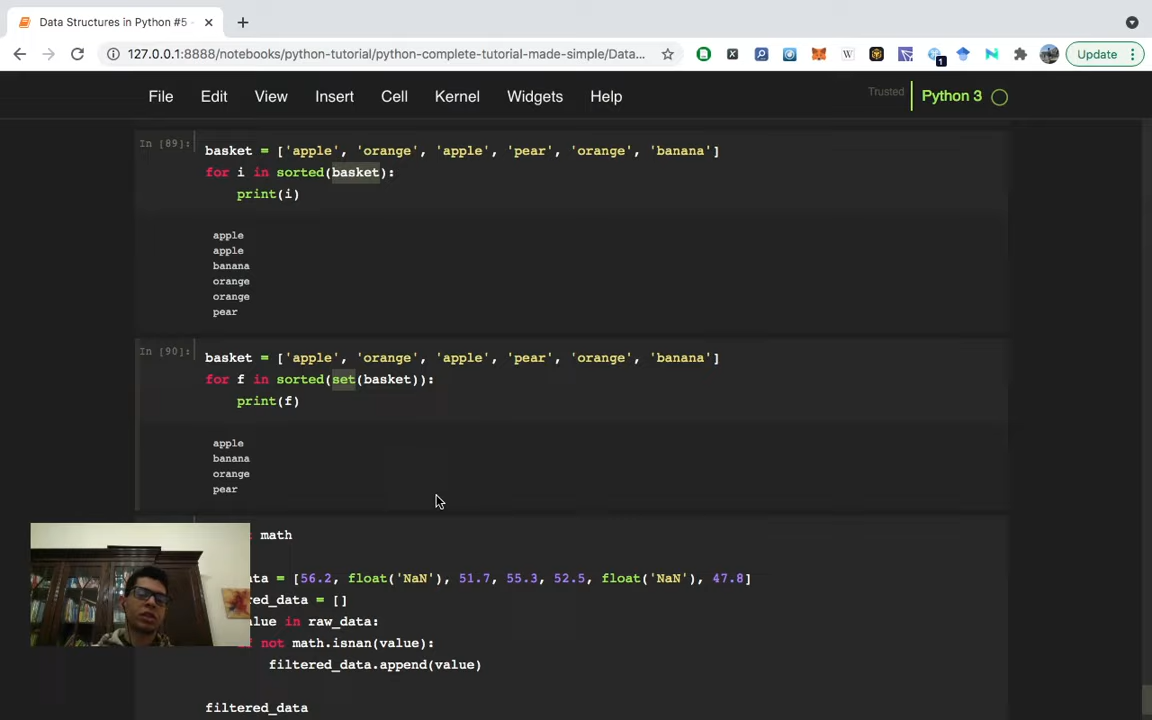 Data Structures in Python #5
127.0.0.1:8888/notebooks/python-tutorial/python-complete-tutorial-made-simple/Data...
Update
File Edit View Insert Cell Kernel Widgets Help
Trusted
Python 3
In [89]:
basket = ['apple', 'orange', 'apple', 'pear', 'orange', 'banana']
for i in sorted(basket):
    print(i)
apple
apple
banana
orange
orange
pear
In [90]:
basket = ['apple', 'orange', 'apple', 'pear', 'orange', 'banana']
for f in sorted(set(basket)):
    print(f)
apple
banana
orange
pear
math
= [56.2, float('NaN'), 51.7, 55.3, 52.5, float('NaN'), 47.8]
= []
in raw_data:
not math.isnan(value):
filtered_data.append(value)
filtered_data